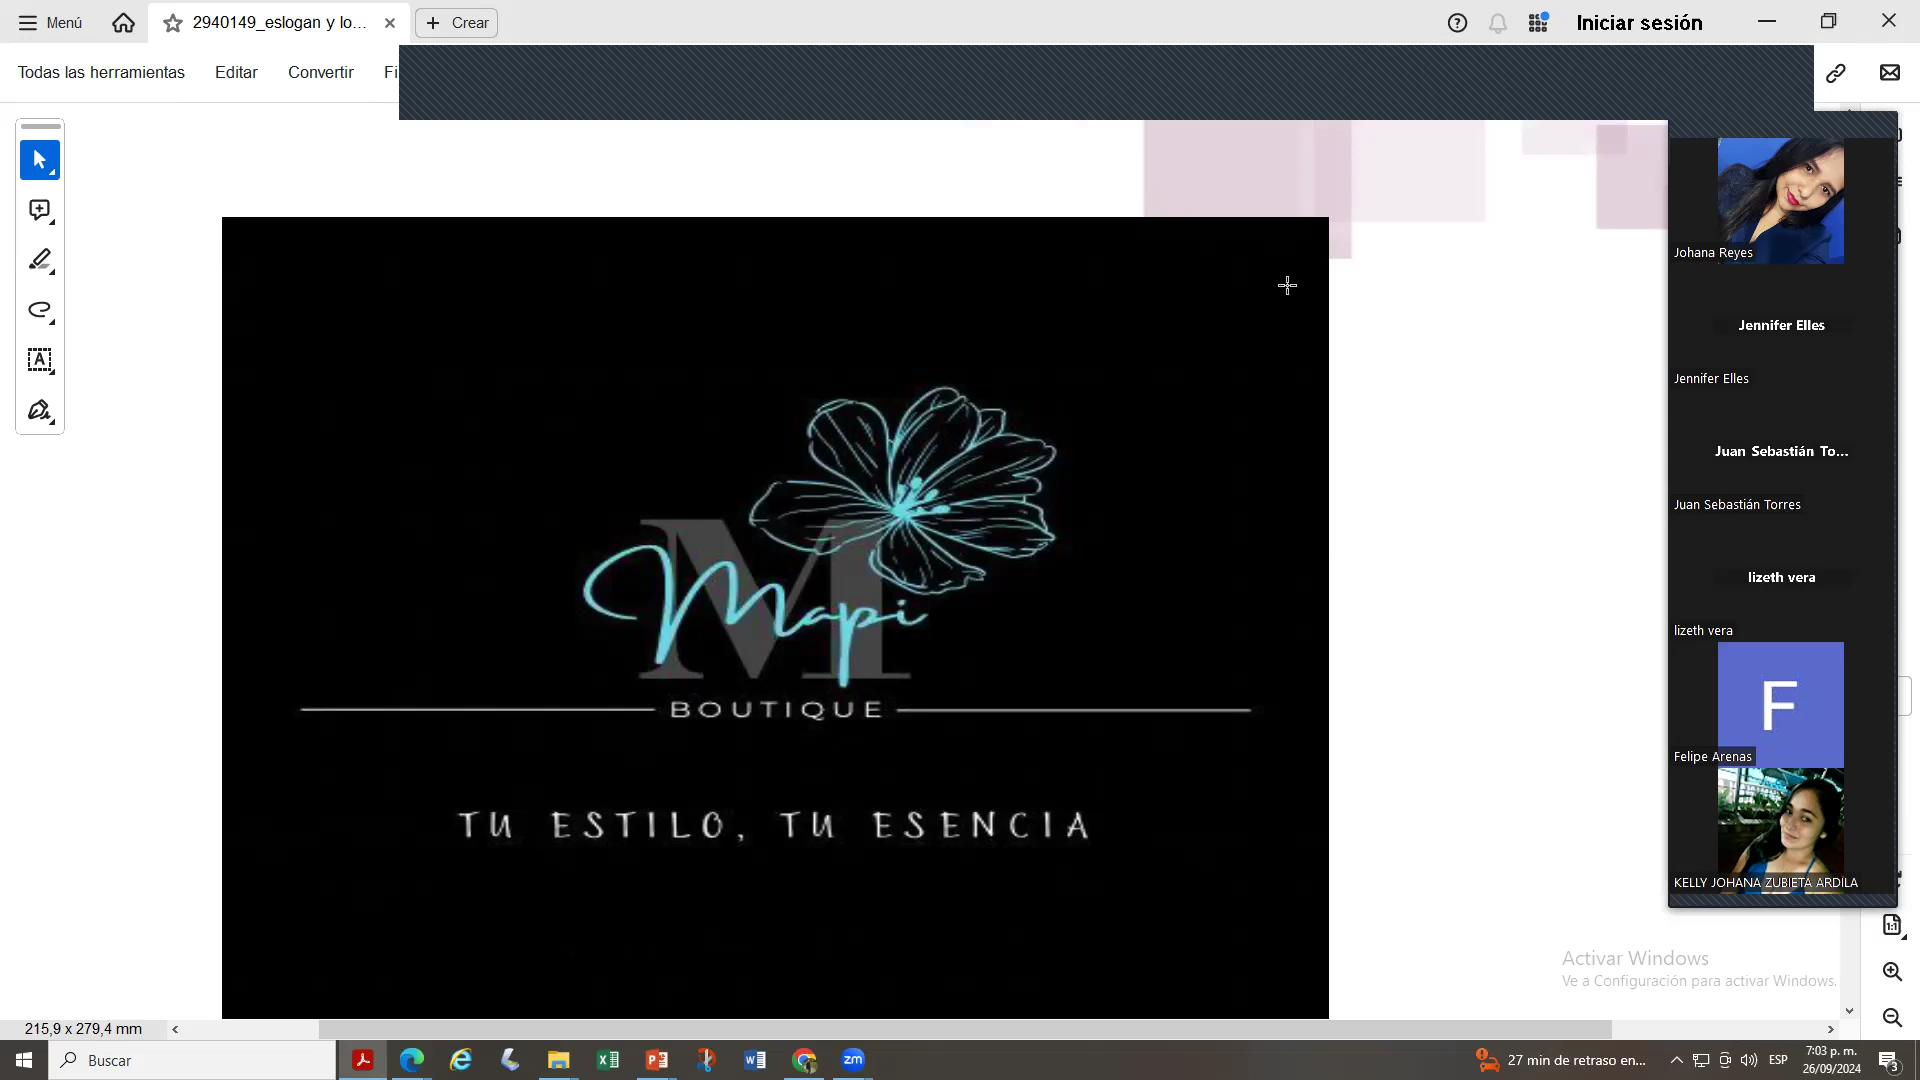 Menú
2940149_eslogan y lo...
Crear
Iniciar sesión
Todas las herramientas
Editar
Convertir
Fi
Johana Reyes
Jennifer Elles
Jennifer Elles
Juan Sebastián To...
Juan Sebastián Torres
lizeth vera
lizeth vera
F
Felipe Arenas
KELLY JOHANA ZUBIETA ARDILA
M
Mapi
BOUTIQUE
TU ESTILO, TU ESENCIA
Activar Windows
Ve a Configuración para activar Windows.
215,9 x 279,4 mm
Buscar
zm
27 min de retraso en...
ESP
7:03 p. m.
26/09/2024
3